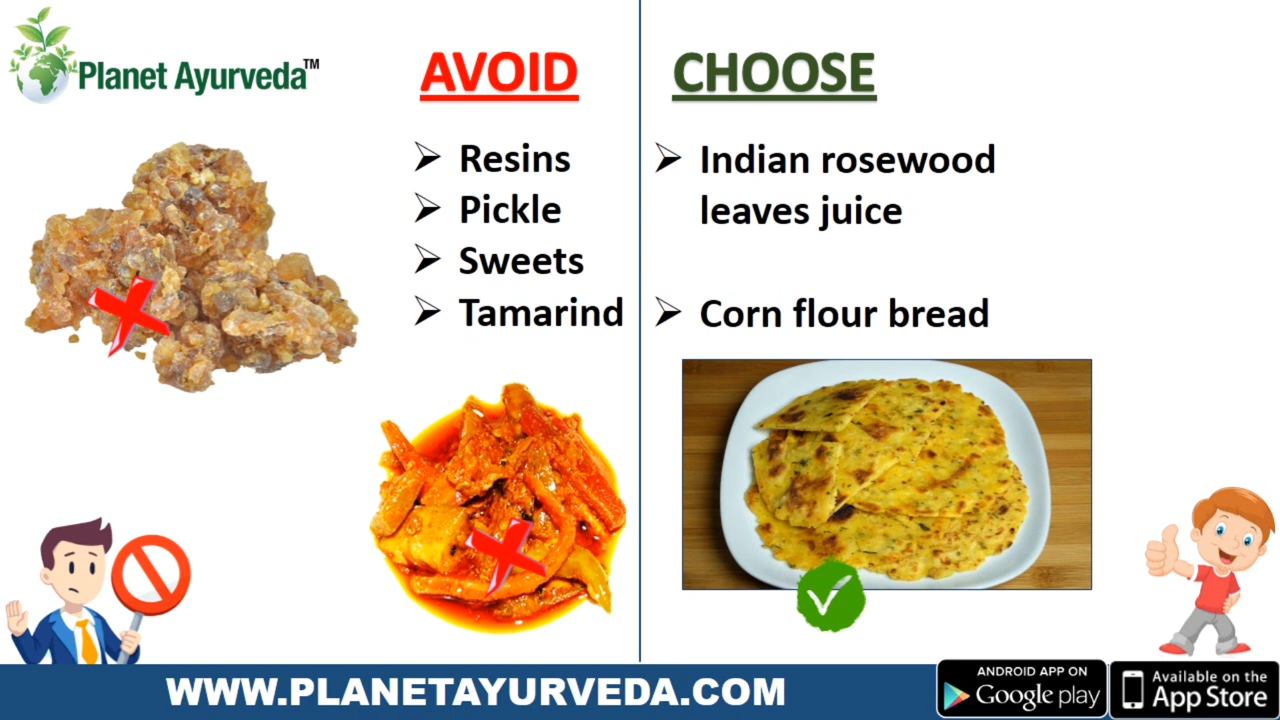 Planet Ayurveda™
AVOID
Resins
Pickle
Sweets
Tamarind
CHOOSE
Indian rosewood
leaves juice
Corn flour bread
WWW.PLANETAYURVEDA.COM
ANDROID APP ON
Google play
Available on the
App Store